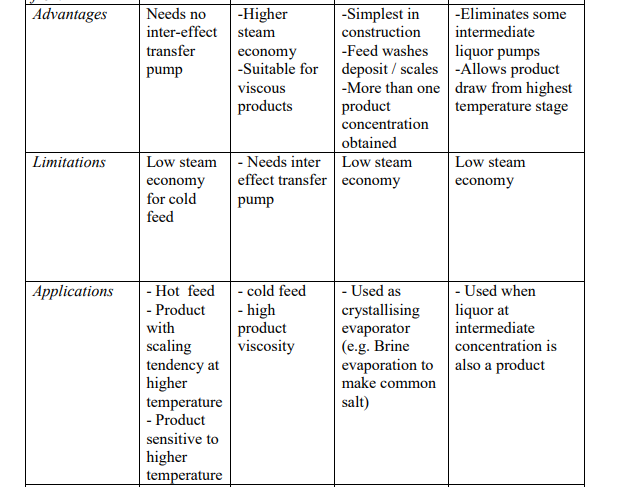 Advantages
Needs no
inter-effect
transfer
pump
-Higher
steam
economy
-Suitable for
viscous
products
-Simplest in
construction
-Feed washes
deposit / scales
-More than one
product
concentration
obtained
-Eliminates some
intermediate
liquor pumps
-Allows product
draw from highest
temperature stage
Limitations
Low steam
economy
for cold
feed
- Needs inter
effect transfer
pump
Low steam
economy
Low steam
economy
Applications
- Hot feed
- Product
with
scaling
tendency at
higher
temperature
- Product
sensitive to
higher
temperature
- cold feed
- high
product
viscosity
- Used as
crystallising
evaporator
(e.g. Brine
evaporation to
make common
salt)
- Used when
liquor at
intermediate
concentration is
also a product